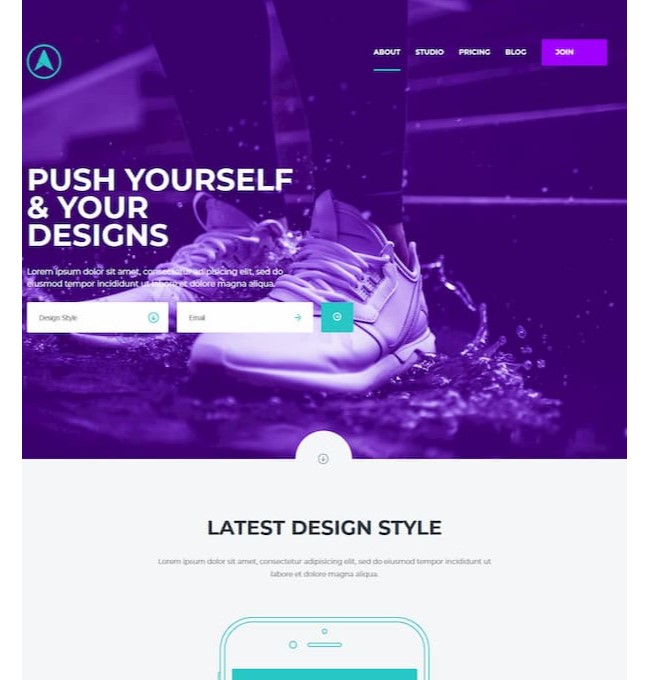 ABOUT STUDIO PRICING BLOG JOIN
PUSH YOURSELF
& YOUR
DESIGNS
Lorem ipsum dolor sit amet, consectetur adipisicing elit, sed do
eiusmod tempor incididunt ut labore et dolore magna aliqua.
Design Style Email
LATEST DESIGN STYLE
Lorem ipsum dolor sit amet, consectetur adipisicing elit, sed do eiusmod tempor incididunt ut
labore et dolore magna aliqua.